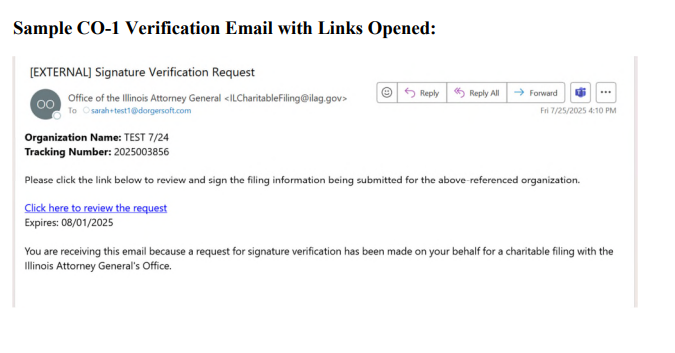 Sample CO-1 Verification Email with Links Opened:
[EXTERNAL] Signature Verification Request
OO
Office of the Illinois Attorney General <ILCharitableFiling@ilag.gov>
To sarah+test1@dorgersoft.com
Reply
Reply All
Forward
Fri 7/25/2025 4:10 PM
Organization Name: TEST 7/24
Tracking Number: 2025003856
Please click the link below to review and sign the filing information being submitted for the above-referenced organization.
Click here to review the request
Expires: 08/01/2025
You are receiving this email because a request for signature verification has been made on your behalf for a charitable filing with the
Illinois Attorney General's Office.